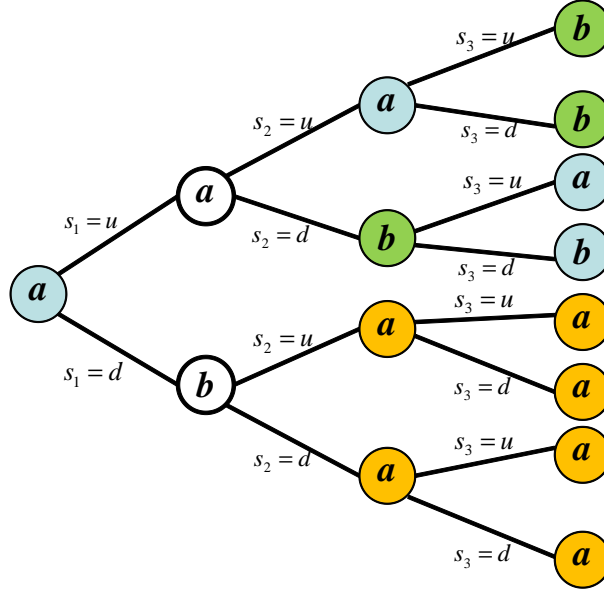 b
s₃ = u
a
s₃ = d
b
s₂ = u
a
s₃ = u
a
s₁ = u
s₂ = d
b
s₃ = d
b
a
s₃ = u
a
s₂ = u
a
s₁ = d
b
s₃ = d
a
s₃ = u
a
s₂ = d
a
s₃ = d
a